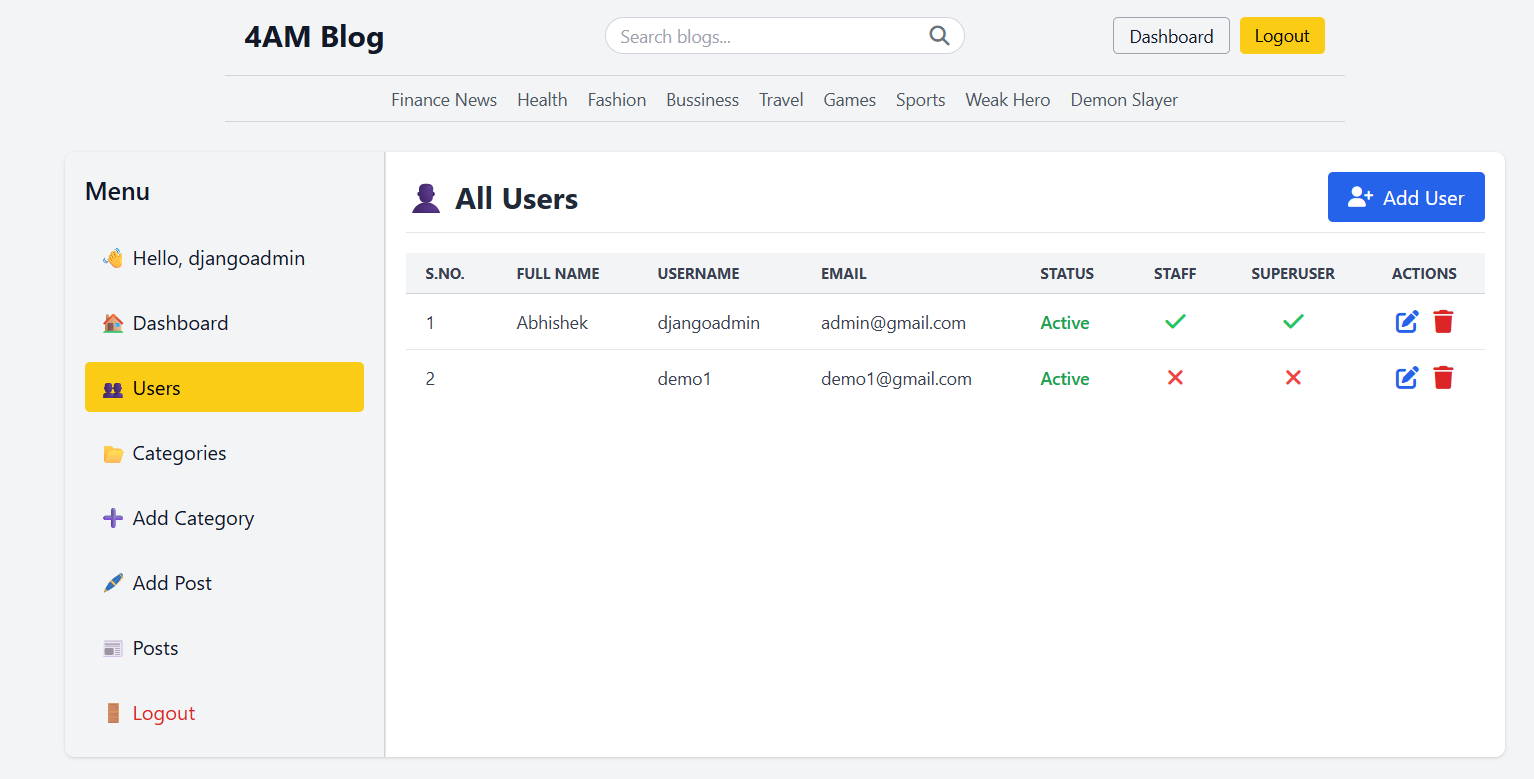 4AM Blog Search blogs... Dashboard Logout
Finance News Health Fashion Bussiness Travel Games Sports Weak Hero Demon Slayer
Menu
Hello, djangoadmin
Dashboard
Users
Categories
Add Category
Add Post
Posts
Logout
All Users Add User
S.NO. FULL NAME USERNAME EMAIL STATUS STAFF SUPERUSER ACTIONS
1 Abhishek djangoadmin admin@gmail.com Active
2 demo1 demo1@gmail.com Active